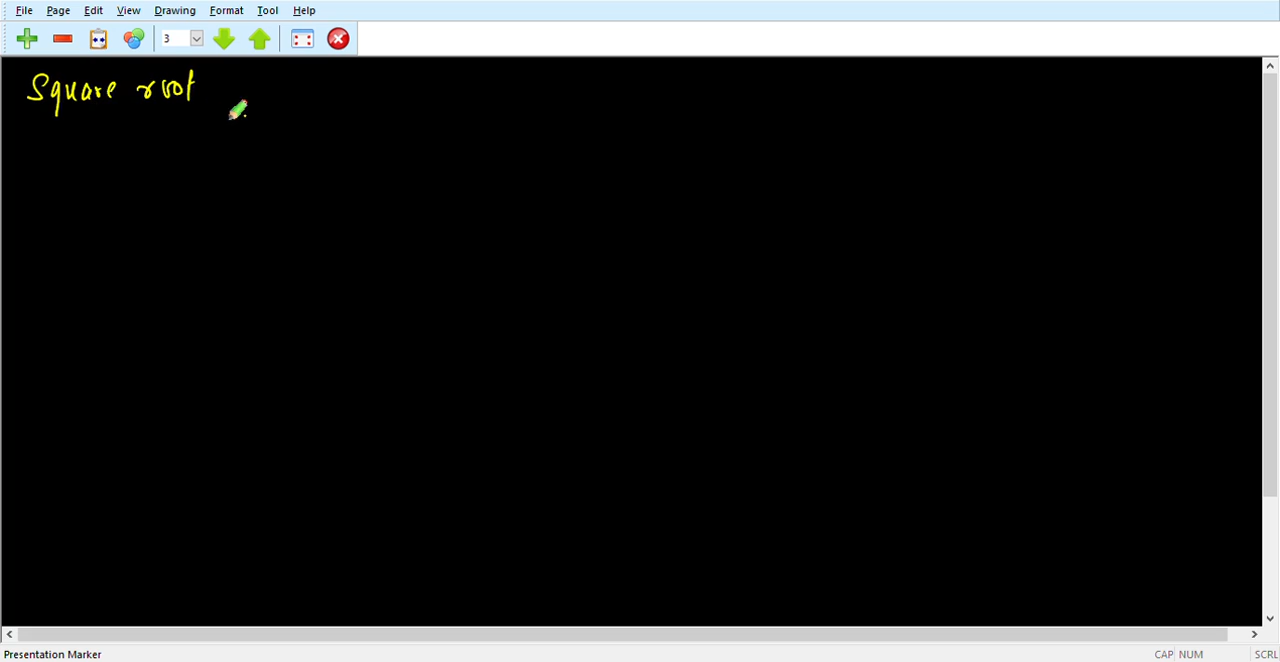 File Page Edit View Drawing Format Tool Help
3
Square root
Presentation Marker CAP NUM SCRL